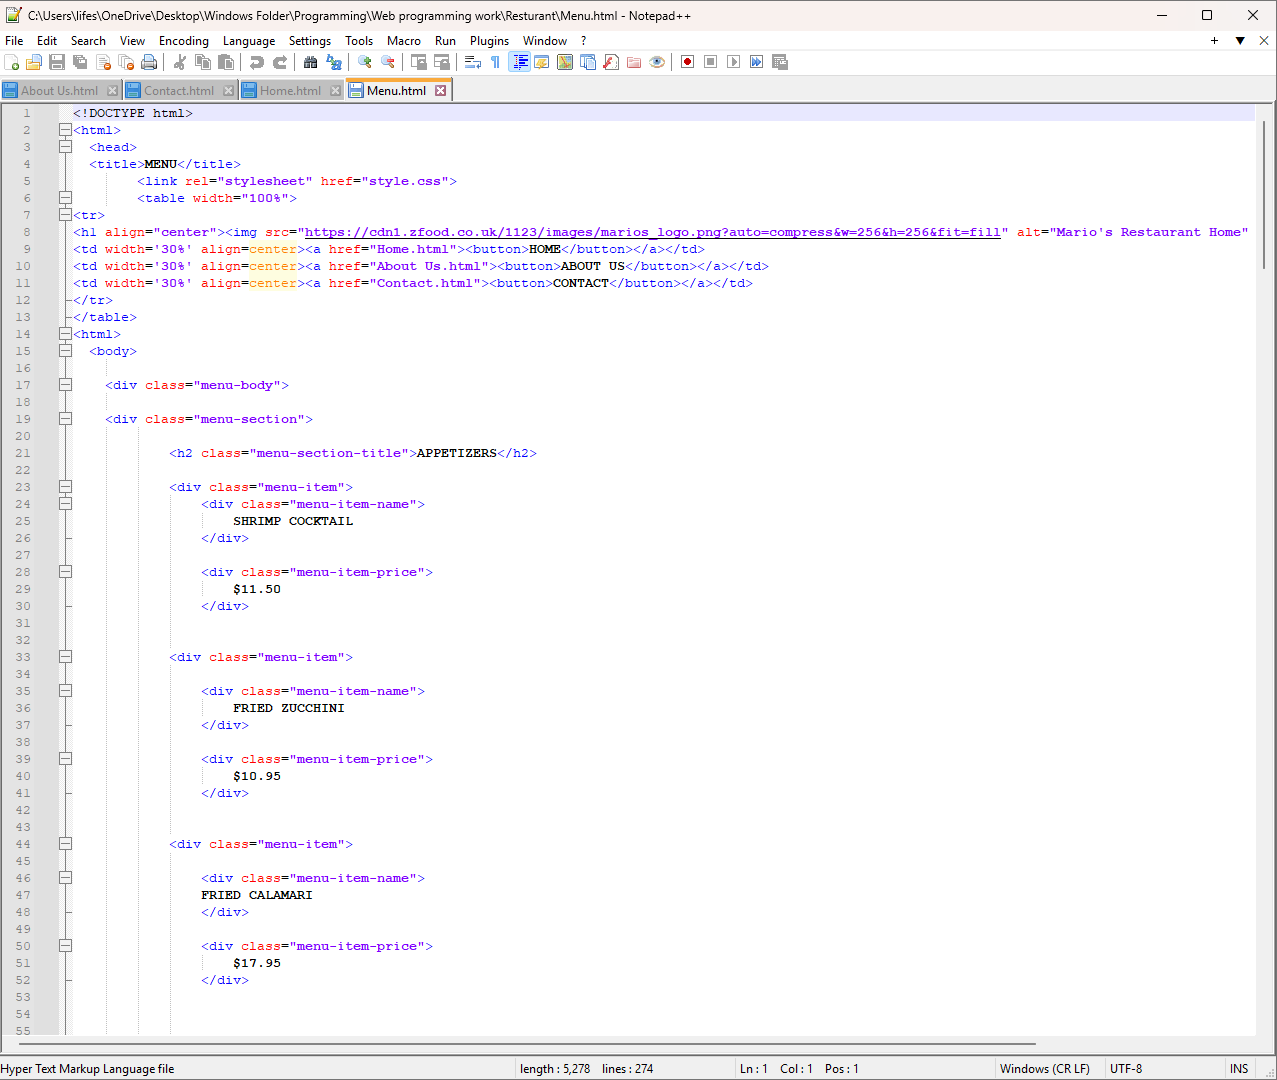 C:\Users\lifes\OneDrive\Desktop\Windows Folder\Programming\Web programming work\Resturant\Menu.html - Notepad++
File Edit Search View Encoding Language Settings Tools Macro Run Plugins Window ?
About Us.html Contact.html Home.html Menu.html
1 <!DOCTYPE html>
2 <html>
3 <head>
4 <title>MENU</title>
5 <link rel="stylesheet" href="style.css">
6 <table width="100%">
7 <tr>
8 <h1 align="center"><img src="https://cdn1.zfood.co.uk/1123/images/marios_logo.png?auto=compress&w=256&h=256&fit=fill" alt="Mario's Restaurant Home"
9 <td width='30%' align=center><a href="Home.html"><button>HOME</button></a></td>
10 <td width='30%' align=center><a href="About Us.html"><button>ABOUT US</button></a></td>
11 <td width='30%' align=center><a href="Contact.html"><button>CONTACT</button></a></td>
12 </tr>
13 </table>
14 <html>
15 <body>
16
17 <div class="menu-body">
18
19 <div class="menu-section">
20
21 <h2 class="menu-section-title">APPETIZERS</h2>
22
23 <div class="menu-item">
24 <div class="menu-item-name">
25 SHRIMP COCKTAIL
26 </div>
27
28 <div class="menu-item-price">
29 $11.50
30 </div>
31
32
33 <div class="menu-item">
34
35 <div class="menu-item-name">
36 FRIED ZUCCHINI
37 </div>
38
39 <div class="menu-item-price">
40 $10.95
41 </div>
42
43
44 <div class="menu-item">
45
46 <div class="menu-item-name">
47 FRIED CALAMARI
48 </div>
49
50 <div class="menu-item-price">
51 $17.95
52 </div>
53
54
55
Hyper Text Markup Language file length : 5,278 lines : 274 Ln : 1 Col : 1 Pos : 1 Windows (CR LF) UTF-8 INS